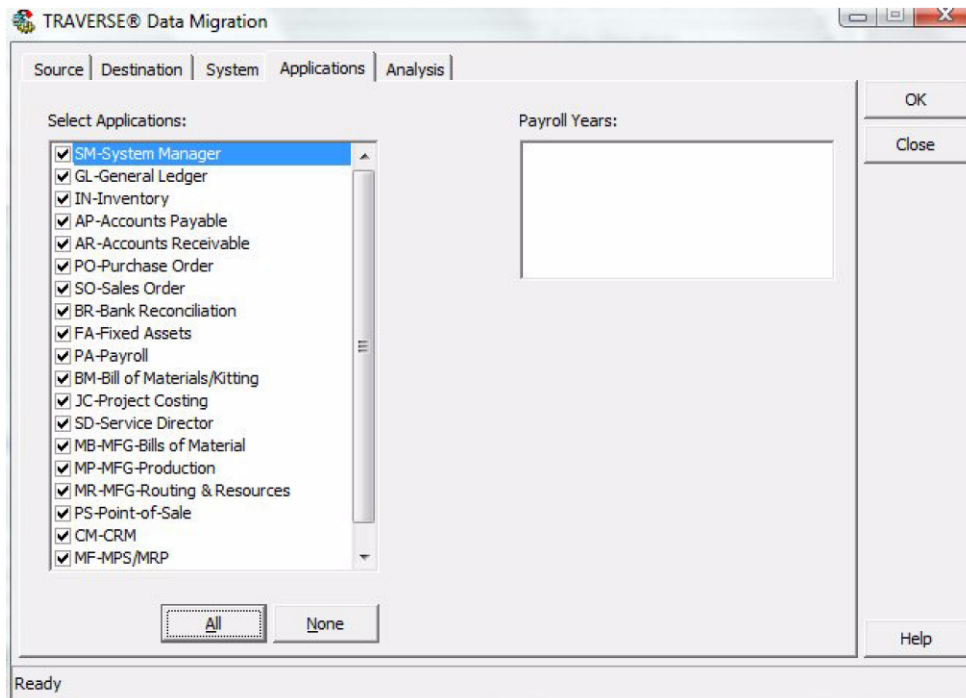 TRAVERSE® Data Migration
Source Destination System Applications Analysis
Select Applications:
SM-System Manager
GL-General Ledger
IN-Inventory
AP-Accounts Payable
AR-Accounts Receivable
PO-Purchase Order
SO-Sales Order
BR-Bank Reconciliation
FA-Fixed Assets
PA-Payroll
BM-Bill of Materials/Kitting
JC-Project Costing
SD-Service Director
MB-MFG-Bills of Material
MP-MFG-Production
MR-MFG-Routing & Resources
PS-Point-of-Sale
CM-CRM
MF-MPS/MRP
All None
Payroll Years:
OK
Close
Help
Ready